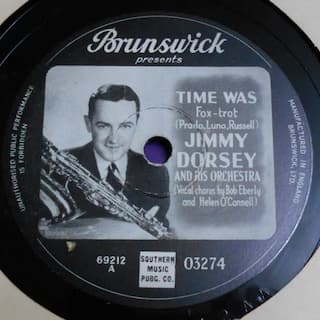 Brunswick
presents
TIME WAS
Fox-trot
(Prado, Luna, Russell)
JIMMY
DORSEY
AND HIS ORCHESTRA
(Vocal chorus by Bob Eberly
and Helen O'Connell)
69212
A
SOUTHERN
MUSIC
PUBG. CO.
03274
UNAUTHORISED PUBLIC PERFORMANCE
IS FORBIDDEN
MANUFACTURED IN ENGLAND
BRUNSWICK, LTD.